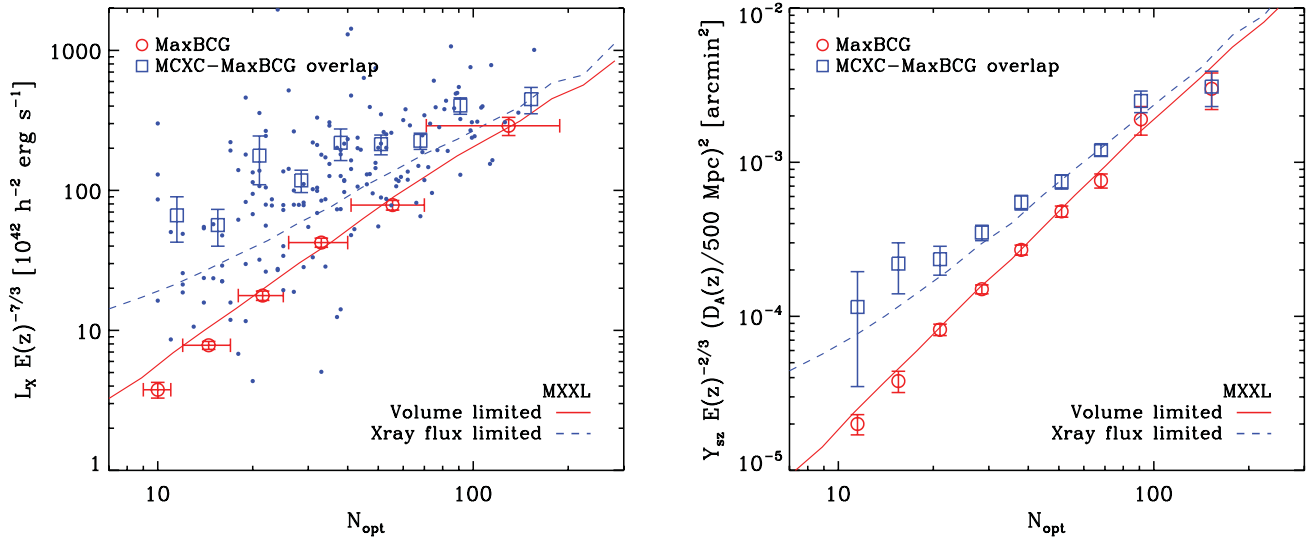 1000
100
10
1
L_X E(z)^{-7/3} [10^{42} h^{-2} erg s^{-1}]
MaxBCG
MCXC-MaxBCG overlap
MXXL
Volume limited
Xray flux limited
10
100
N_opt
10^{-2}
10^{-3}
10^{-4}
10^{-5}
Y_sz E(z)^{-2/3} (D_A(z)/500 Mpc)^2 [arcmin^2]
MaxBCG
MCXC-MaxBCG overlap
MXXL
Volume limited
Xray flux limited
10
100
N_opt